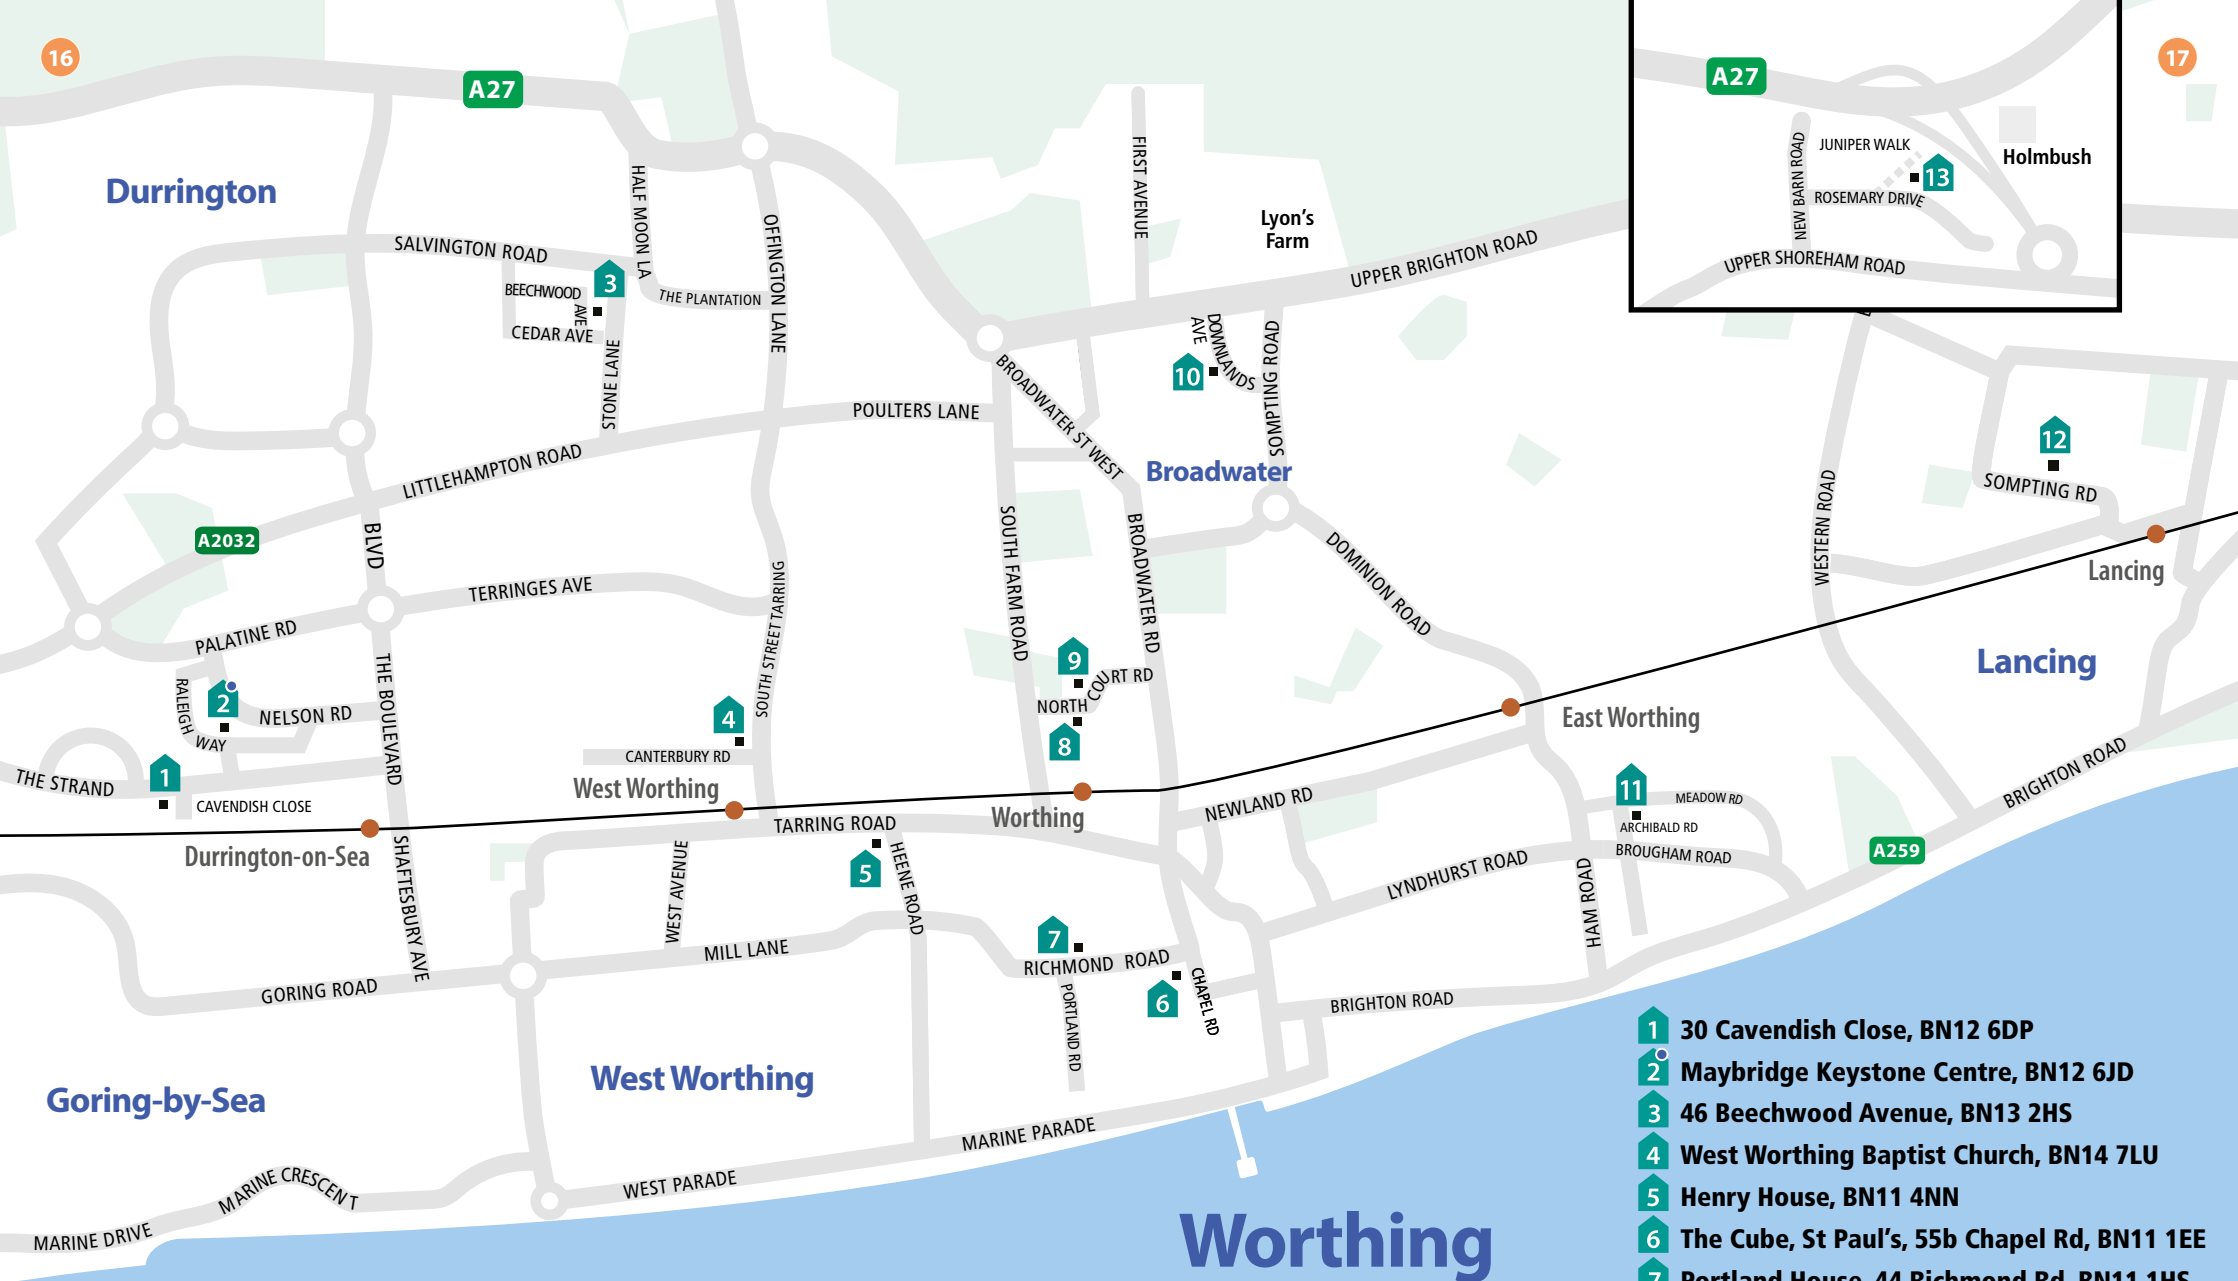 16
A27
17
A27
Durrington
HALF MOON LA
OFFINGTON LANE
FIRST AVENUE
Lyon's
Farm
UPPER BRIGHTON ROAD
NEW BARN ROAD
JUNIPER WALK
13
Holmbush
ROSEMARY DRIVE
UPPER SHOREHAM ROAD
SALVINGTON ROAD
3
BEECHWOOD
AVE
THE PLANTATION
CEDAR AVE
STONE LANE
10
DOWNLANDS
AVE
SOMPTING ROAD
BROADWATER ST WEST
POULTERS LANE
LITTLEHAMPTON ROAD
Broadwater
12
SOMPTING RD
WESTERN ROAD
A2032
BLVD
TERRINGES AVE
SOUTH STREET TARRING
SOUTH FARM ROAD
BROADWATER RD
DOMINION ROAD
Lancing
Lancing
PALATINE RD
RALEIGH
WAY
2
NELSON RD
THE BOULEVARD
4
CANTERBURY RD
9
NORTH
COURT RD
8
East Worthing
THE STRAND
1
CAVENDISH CLOSE
West Worthing
Worthing
NEWLAND RD
11
MEADOW RD
ARCHIBALD RD
BROUGHAM ROAD
BRIGHTON ROAD
A259
Durrington-on-Sea
SHAFTESBURY AVE
TARRING ROAD
5
HEENE ROAD
WEST AVENUE
LYNDHURST ROAD
HAM ROAD
MILL LANE
7
RICHMOND ROAD
6
CHAPEL RD
PORTLAND RD
GORING ROAD
BRIGHTON ROAD
Goring-by-Sea
West Worthing
MARINE PARADE
WEST PARADE
MARINE CRESCENT
MARINE DRIVE
Worthing
1 30 Cavendish Close, BN12 6DP
2 Maybridge Keystone Centre, BN12 6JD
3 46 Beechwood Avenue, BN13 2HS
4 West Worthing Baptist Church, BN14 7LU
5 Henry House, BN11 4NN
6 The Cube, St Paul's, 55b Chapel Rd, BN11 1EE
7 Portland House, 44 Richmond Rd, BN11 1HS